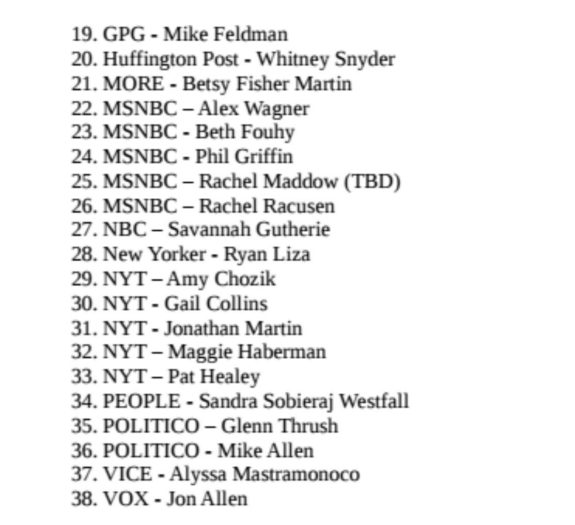 19. GPG - Mike Feldman
20. Huffington Post - Whitney Snyder
21. MORE - Betsy Fisher Martin
22. MSNBC – Alex Wagner
23. MSNBC - Beth Fouhy
24. MSNBC - Phil Griffin
25. MSNBC – Rachel Maddow (TBD)
26. MSNBC – Rachel Racusen
27. NBC – Savannah Gutherie
28. New Yorker - Ryan Liza
29. NYT – Amy Chozik
30. NYT - Gail Collins
31. NYT - Jonathan Martin
32. NYT – Maggie Haberman
33. NYT – Pat Healey
34. PEOPLE - Sandra Sobieraj Westfall
35. POLITICO – Glenn Thrush
36. POLITICO - Mike Allen
37. VICE - Alyssa Mastramonoco
38. VOX - Jon Allen